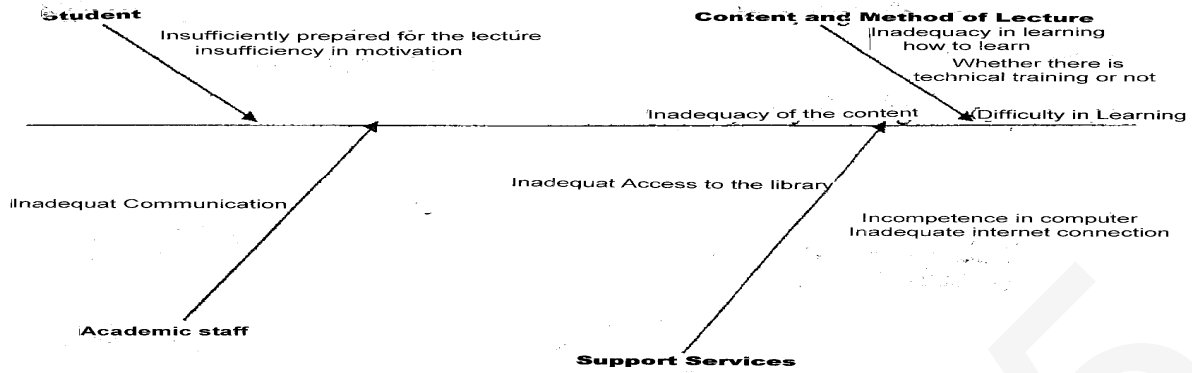 Student
Insufficiently prepared for the lecture
insufficiency in motivation
Content and Method of Lecture
Inadequacy in learning
how to learn
Whether there is
technical training or not
Inadequacy of the content
Difficulty in Learning
Inadequat Communication
Inadequat Access to the library
Incompetence in computer
Inadequate internet connection
Academic staff
Support Services